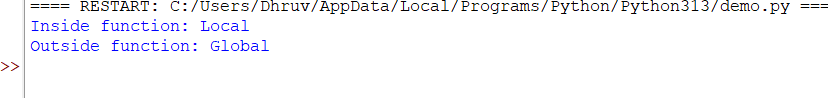 ==== RESTART: C:/Users/Dhruv/AppData/Local/Programs/Python/Python313/demo.py ===
Inside function: Local
Outside function: Global
>>